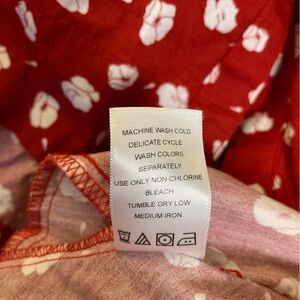 MACHINE WASH COLD
DELICATE CYCLE
WASH COLORS
SEPARATELY
USE ONLY NON-CHLORINE
BLEACH
TUMBLE DRY LOW
MEDIUM IRON